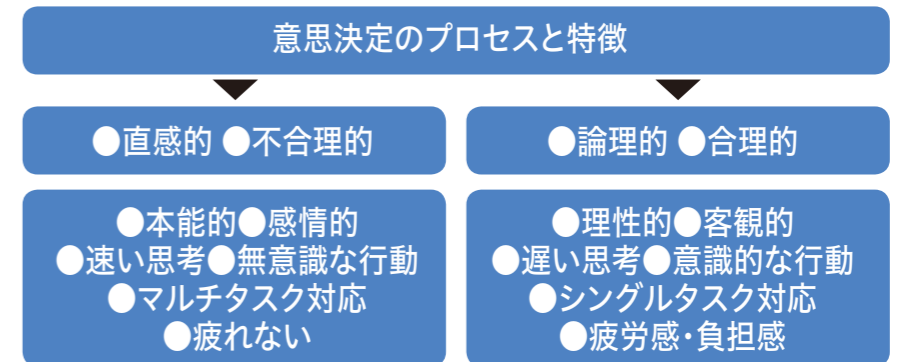 意思決定のプロセスと特徴
●直感的 ●不合理的
●論理的 ●合理的
●本能的●感情的
●速い思考●無意識な行動
●マルチタスク対応
●疲れない
●理性的●客観的
●遅い思考●意識的な行動
●シングルタスク対応
●疲労感・負担感